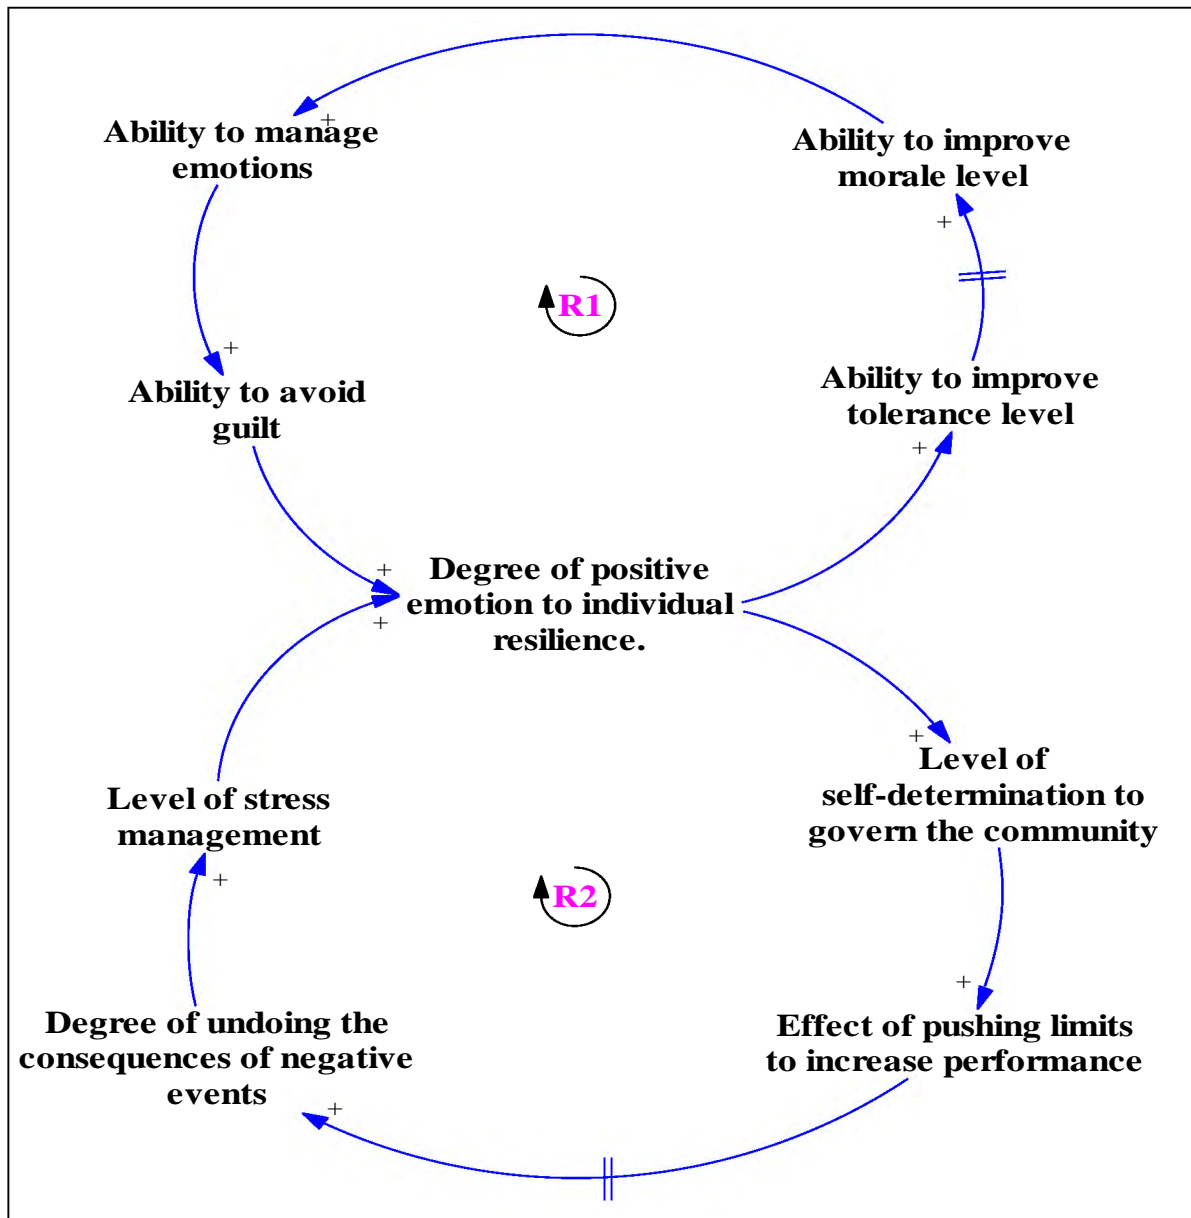 Ability to manage
emotions
+
Ability to improve
morale level
+
R1
+
Ability to avoid
guilt
Ability to improve
tolerance level
+
+
Degree of positive
emotion to individual
resilience.
+
+
Level of
self-determination to
govern the community
Level of stress
management
+
R2
+
Degree of undoing the
consequences of negative
events
+
Effect of pushing limits
to increase performance